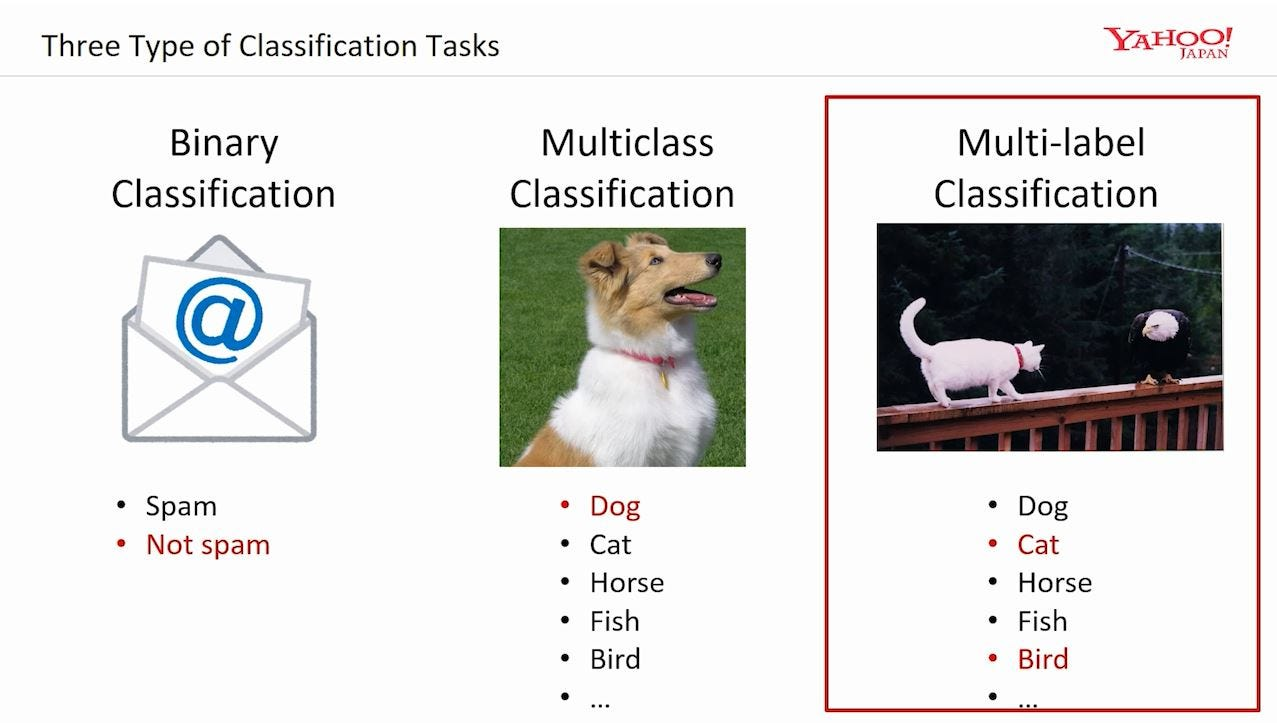 Three Type of Classification Tasks
YAHOO!
JAPAN
Binary
Classification
@
• Spam
• Not spam
Multiclass
Classification
• Dog
• Cat
• Horse
• Fish
• Bird
• ...
Multi-label
Classification
• Dog
• Cat
• Horse
• Fish
• Bird
• ...